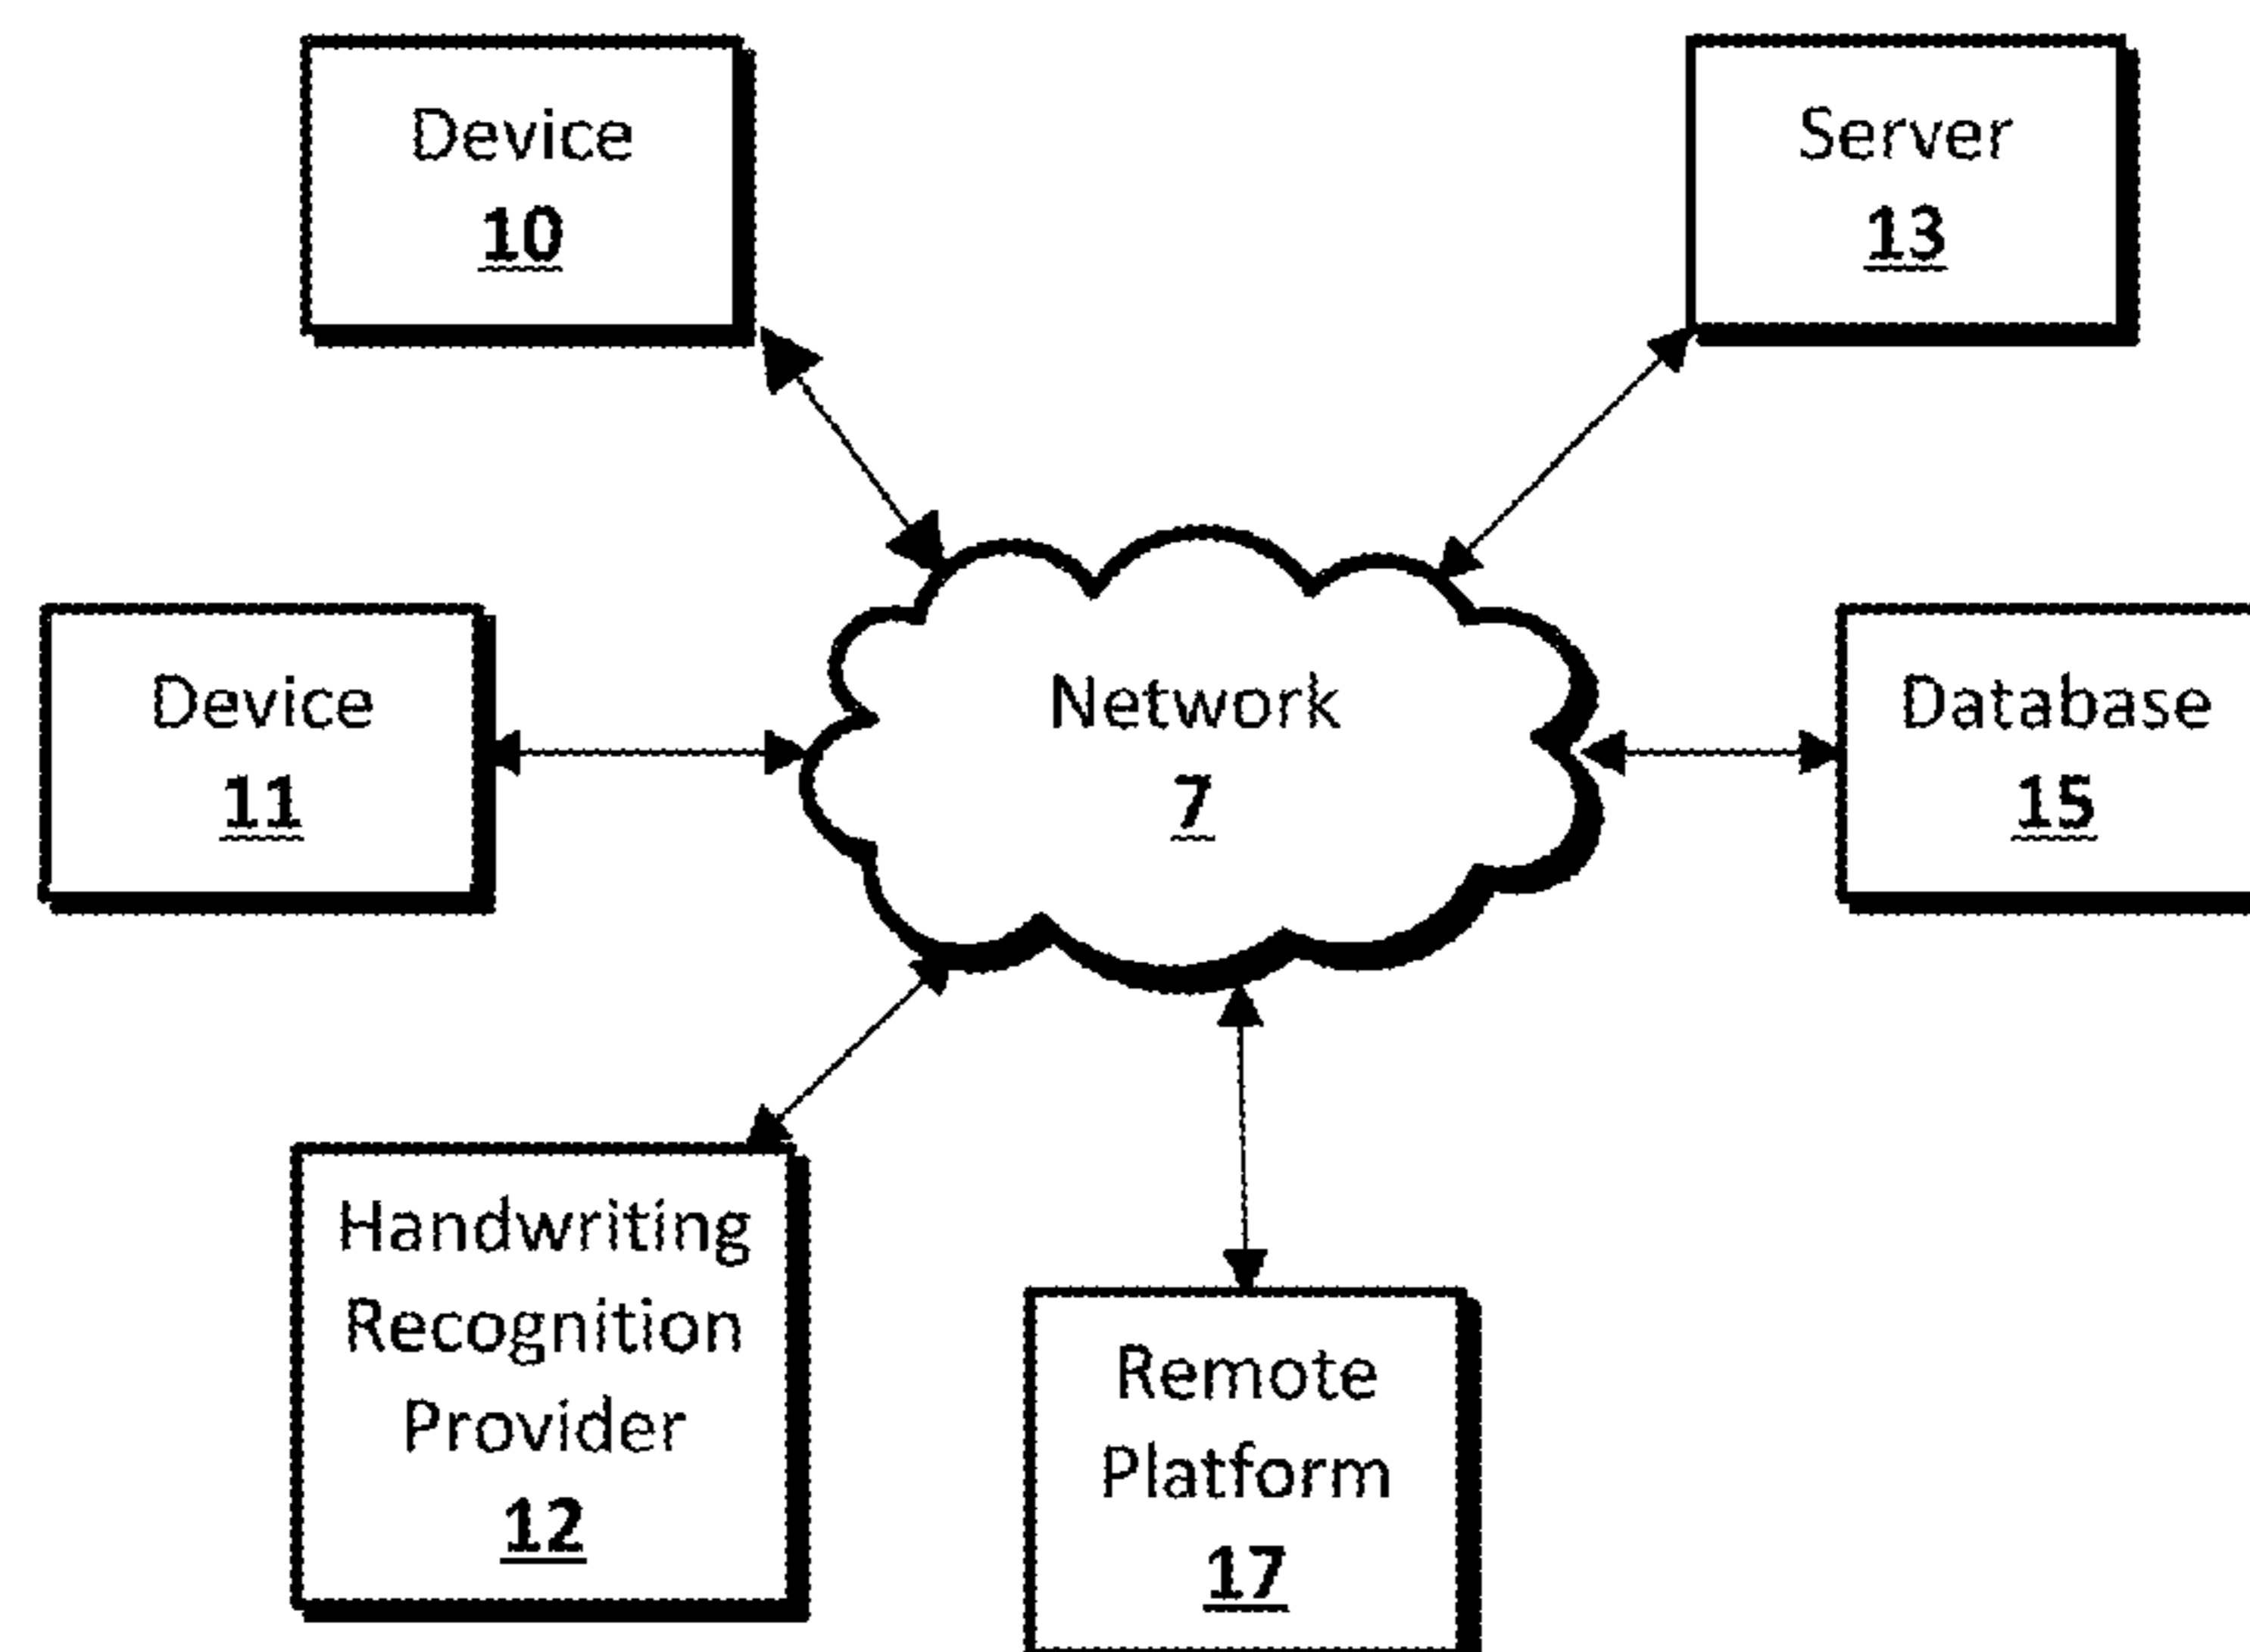 Device
10
Server
13
Device
11
Network
7
Database
15
Handwriting
Recognition
Provider
12
Remote
Platform
17